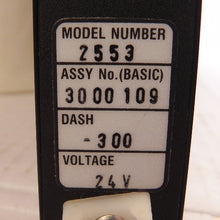 MODEL NUMBER
2553
ASSY No.(BASIC)
3000109
DASH
-300
VOLTAGE
24V